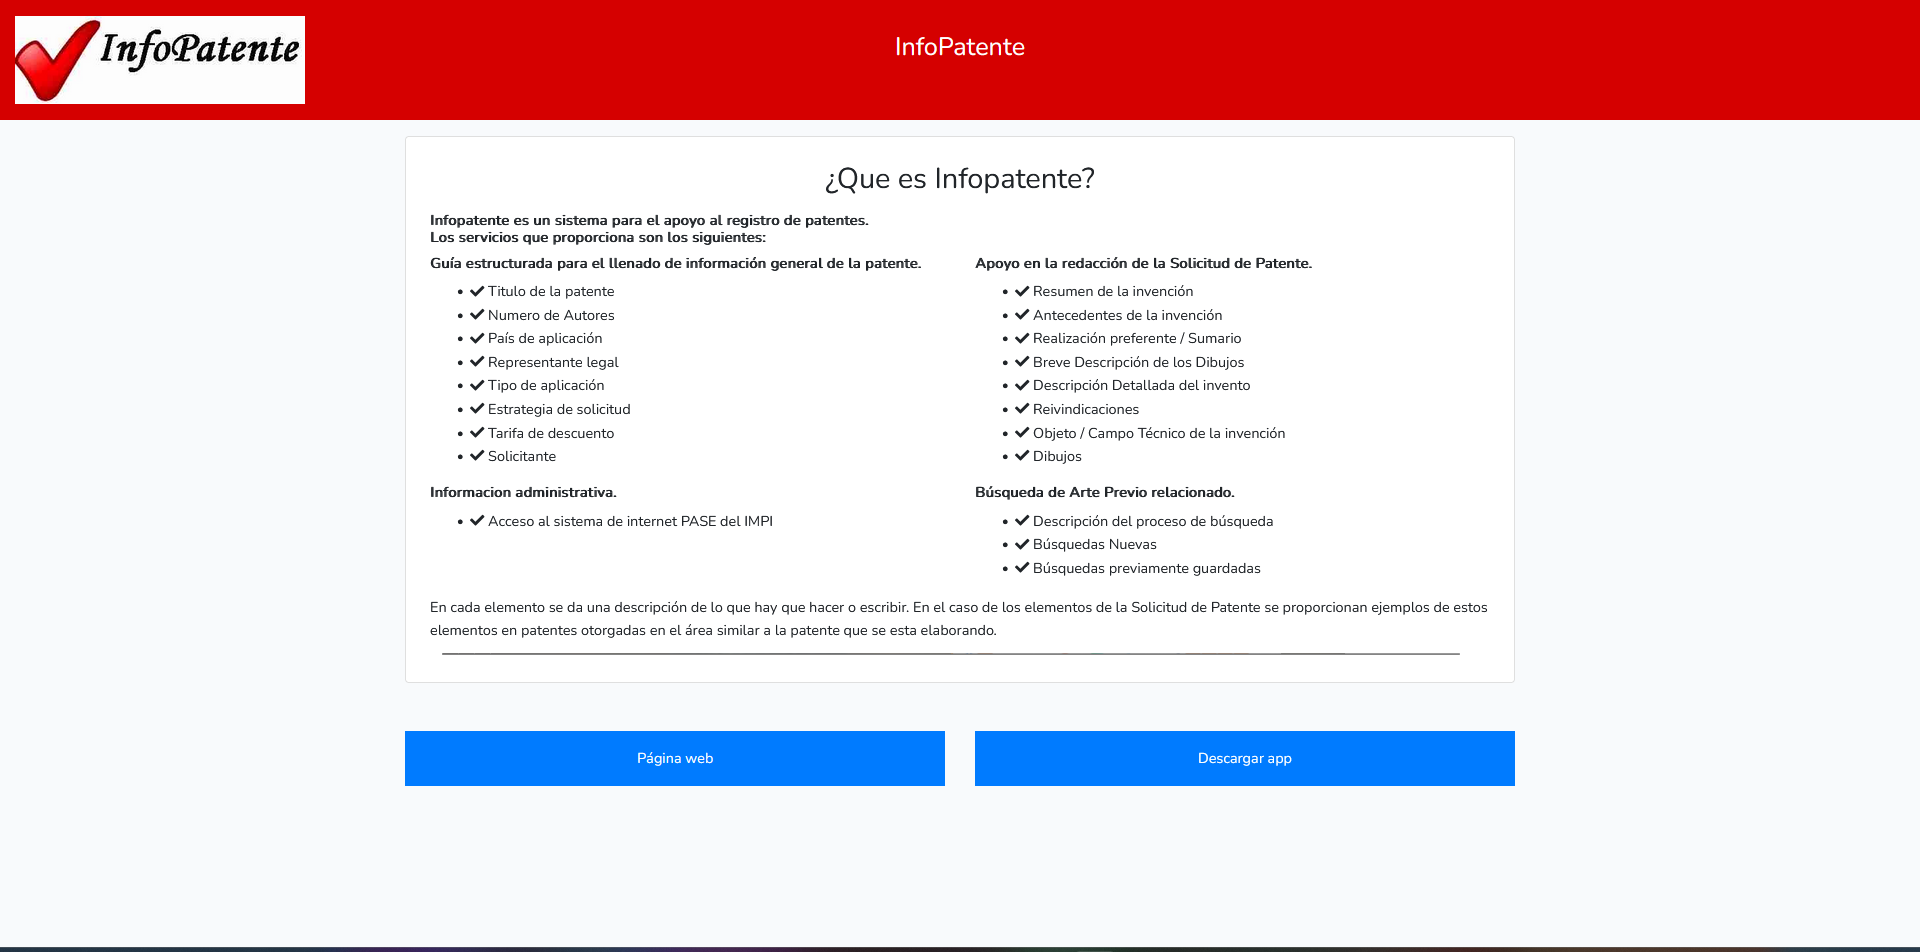 InfoPatente
InfoPatente
¿Que es Infopatente?
Infopatente es un sistema para el apoyo al registro de patentes.
Los servicios que proporciona son los siguientes:
Guía estructurada para el llenado de información general de la patente.
Titulo de la patente
Numero de Autores
País de aplicación
Representante legal
Tipo de aplicación
Estrategia de solicitud
Tarifa de descuento
Solicitante
Apoyo en la redacción de la Solicitud de Patente.
Resumen de la invención
Antecedentes de la invención
Realización preferente / Sumario
Breve Descripción de los Dibujos
Descripción Detallada del invento
Reivindicaciones
Objeto / Campo Técnico de la invención
Dibujos
Informacion administrativa.
Acceso al sistema de internet PASE del IMPI
Búsqueda de Arte Previo relacionado.
Descripción del proceso de búsqueda
Búsquedas Nuevas
Búsquedas previamente guardadas
En cada elemento se da una descripción de lo que hay que hacer o escribir. En el caso de los elementos de la Solicitud de Patente se proporcionan ejemplos de estos
elementos en patentes otorgadas en el área similar a la patente que se esta elaborando.
Página web
Descargar app